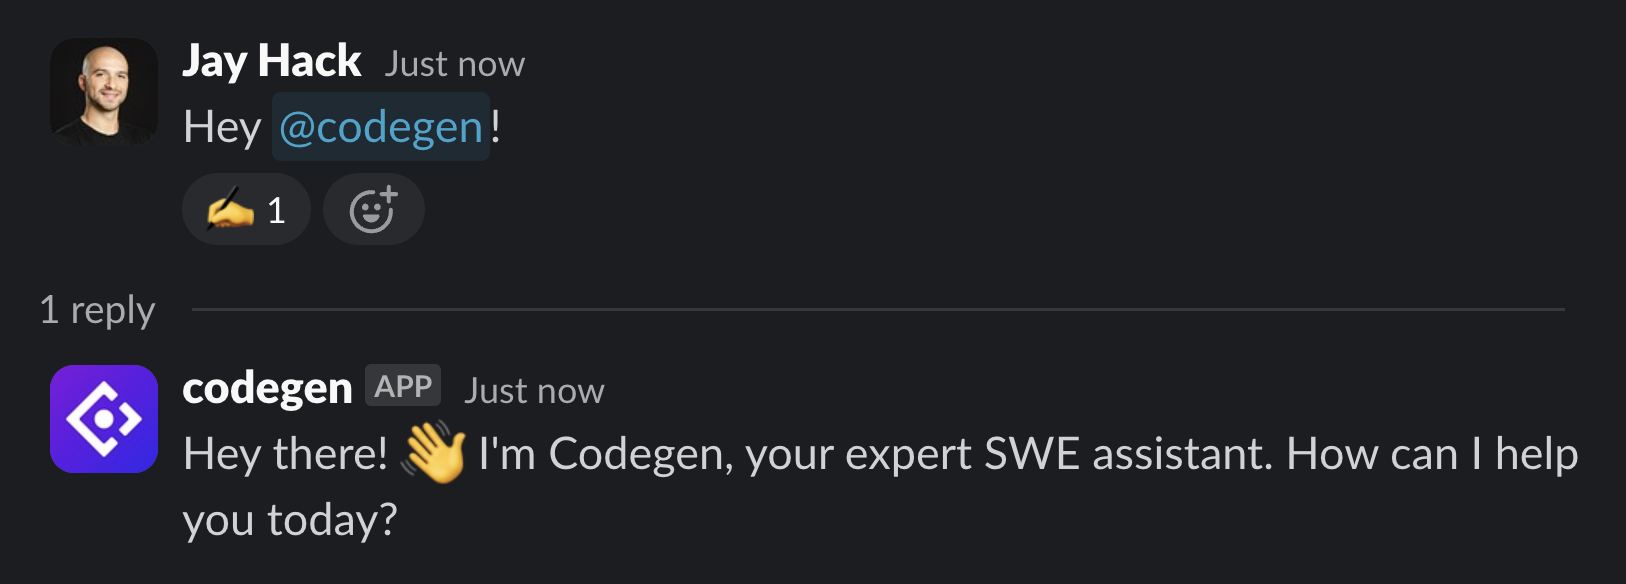 Jay Hack Just now
Hey @codegen!
✍️ 1
1 reply
codegen APP Just now
Hey there! 👋 I'm Codegen, your expert SWE assistant. How can I help
you today?